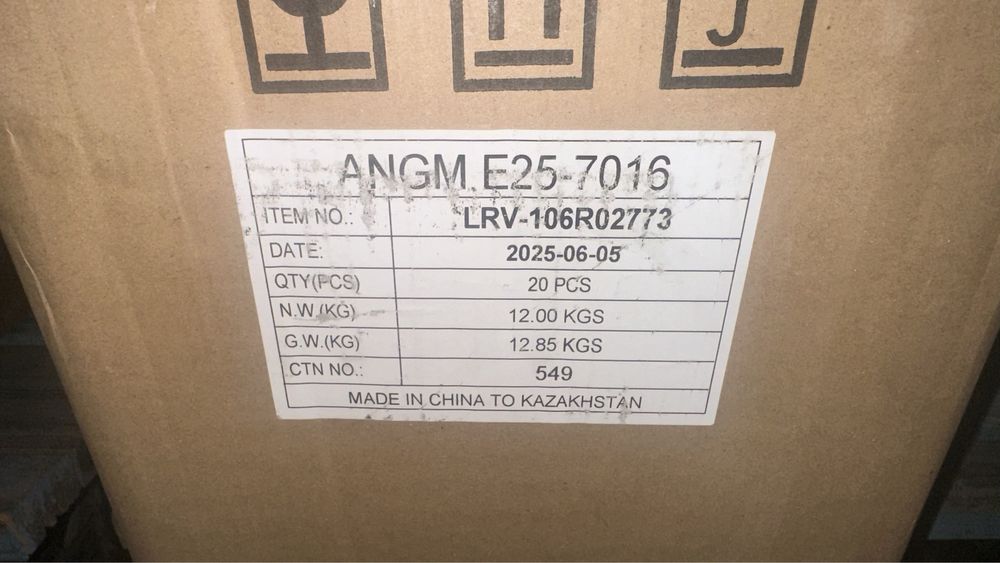 ANGM.E25-7016
ITEM NO.: LRV-106R02773
DATE: 2025-06-05
QTY(PCS) 20 PCS
N.W.(KG) 12.00 KGS
G.W.(KG) 12.85 KGS
CTN NO.: 549
MADE IN CHINA TO KAZAKHSTAN